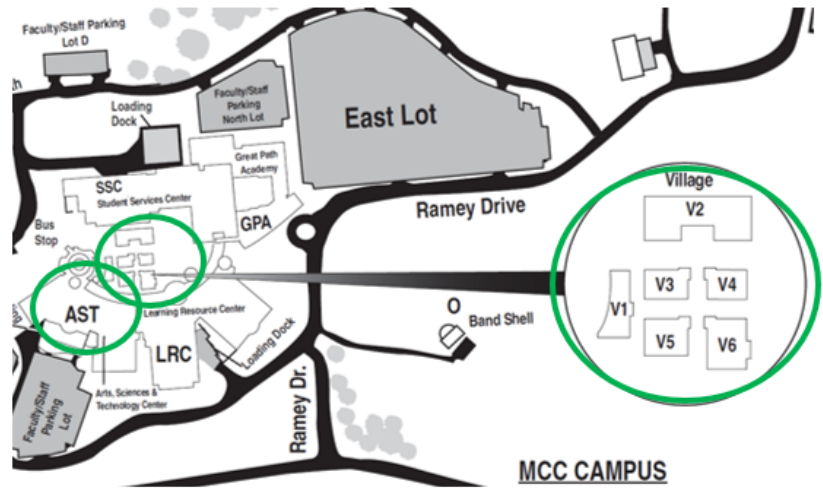 Faculty/Staff Parking
Lot D
Loading
Dock
Faculty/Staff
Parking
North Lot
East Lot
Great Path
Academy
SSC
Student Services Center
GPA
Bus
Stop
Ramey Drive
Village
V2
V1
V3
V4
V5
V6
AST
Learning Resource Center
LRC
Loading Dock
O
Band Shell
Arts, Sciences &
Technology Center
Faculty/Staff
Parking
Lot
Ramey Dr.
MCC CAMPUS